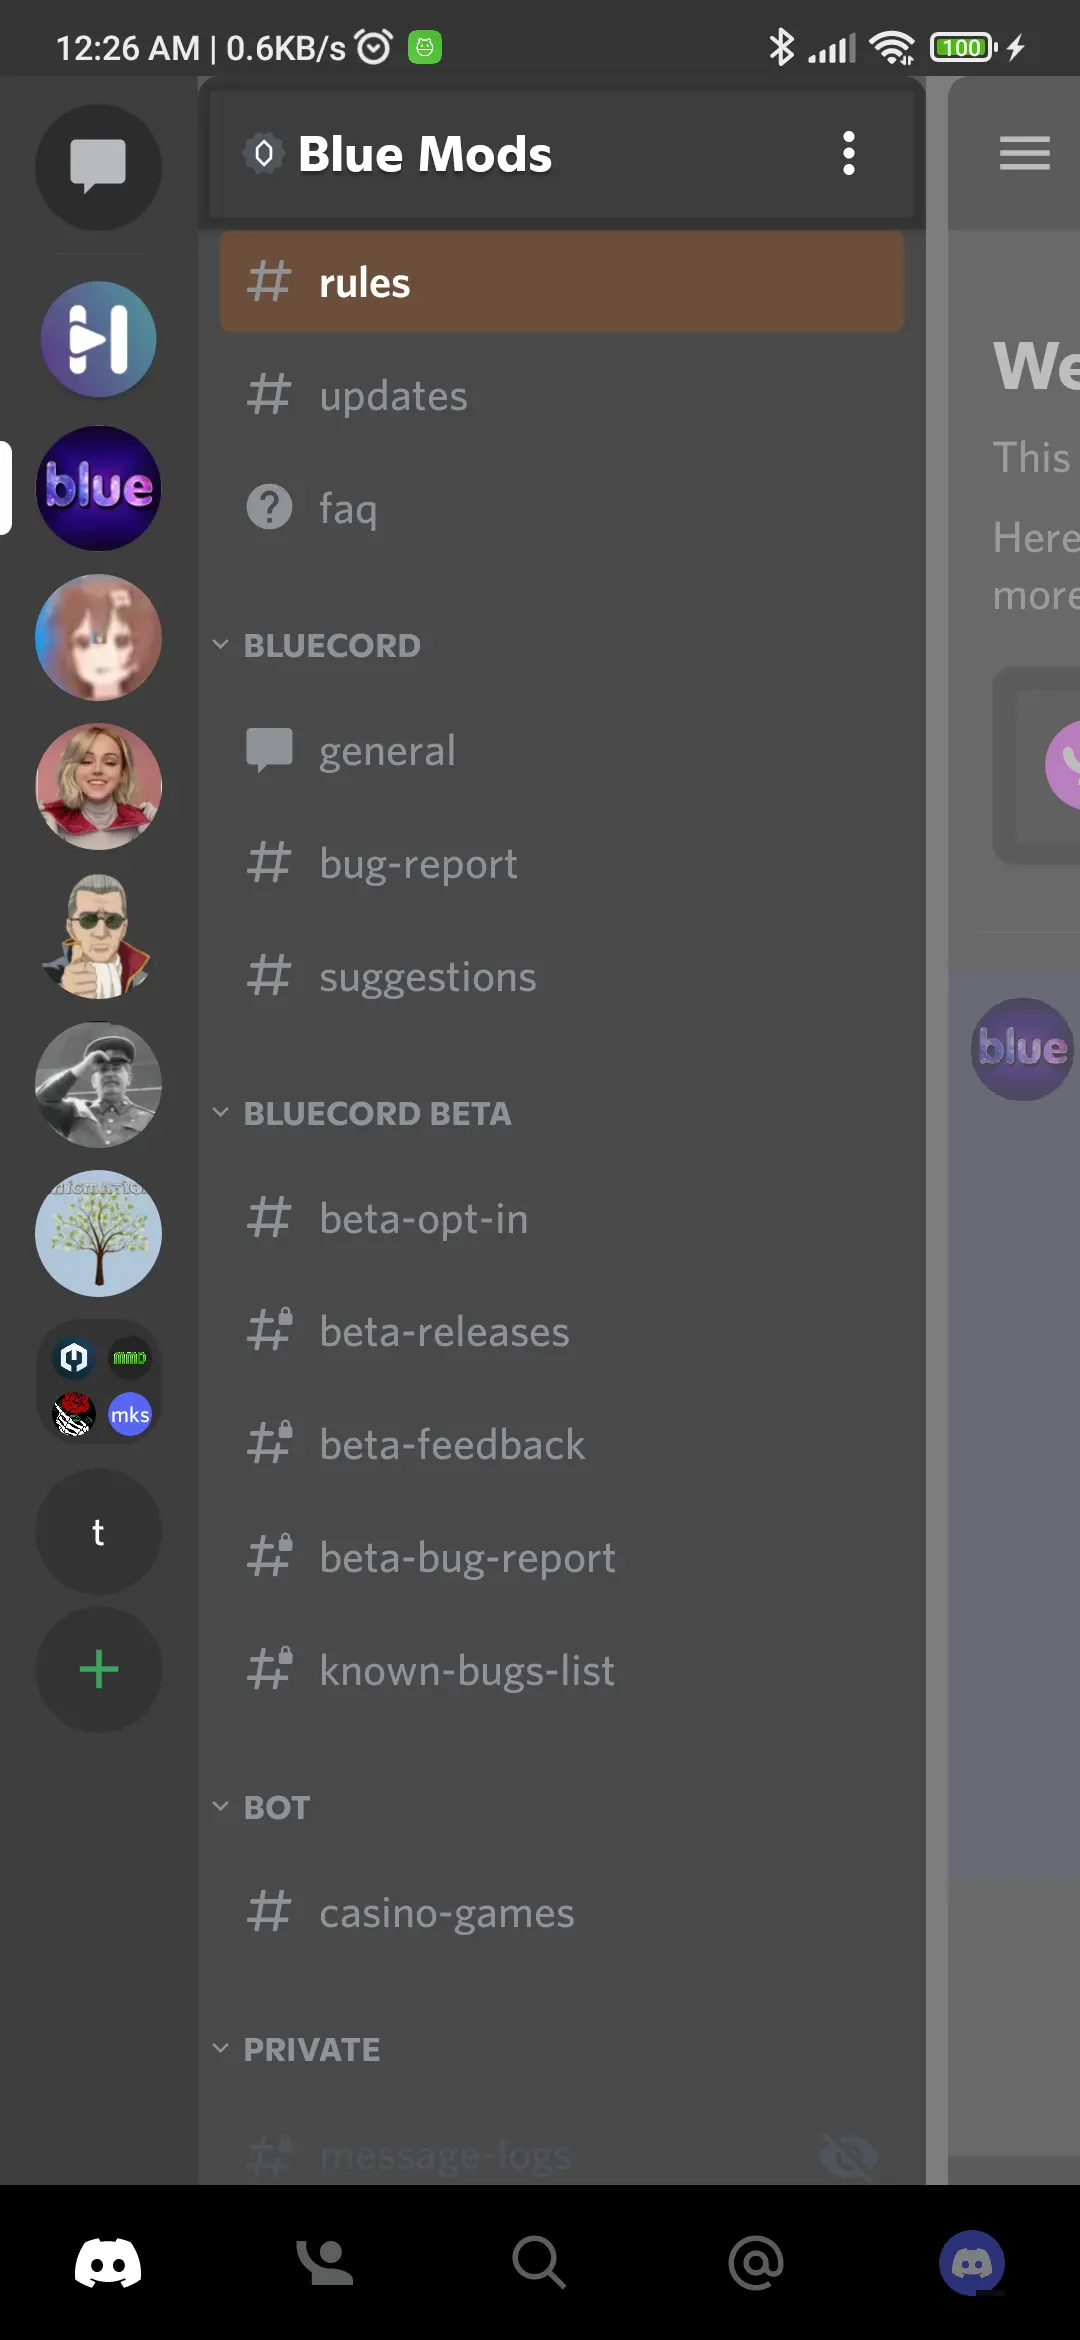 12:26 AM | 0.6KB/s
100
Blue Mods
rules
updates
faq
BLUECORD
general
bug-report
suggestions
BLUECORD BETA
beta-opt-in
beta-releases
beta-feedback
beta-bug-report
known-bugs-list
BOT
casino-games
PRIVATE
message-logs
blue
mmd
mks
t
We
This
Here
more
blue